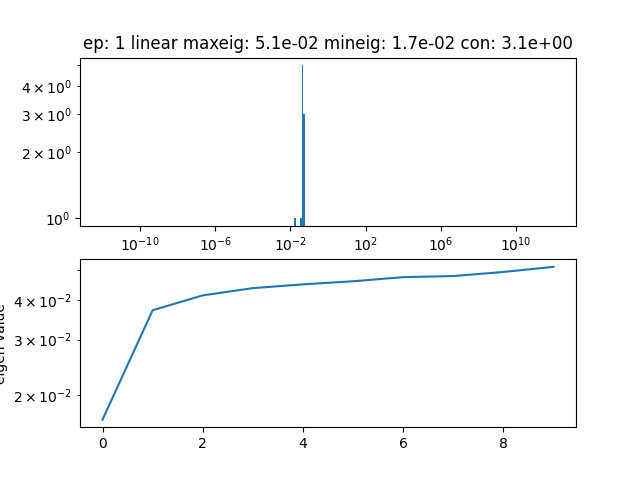 ep: 1 linear maxeig: 5.1e-02 mineig: 1.7e-02 con: 3.1e+00
4 × 10⁰
3 × 10⁰
2 × 10⁰
10⁰
10⁻¹⁰ 10⁻⁶ 10⁻² 10² 10⁶ 10¹⁰
4 × 10⁻²
3 × 10⁻²
2 × 10⁻²
eigen value
0 2 4 6 8